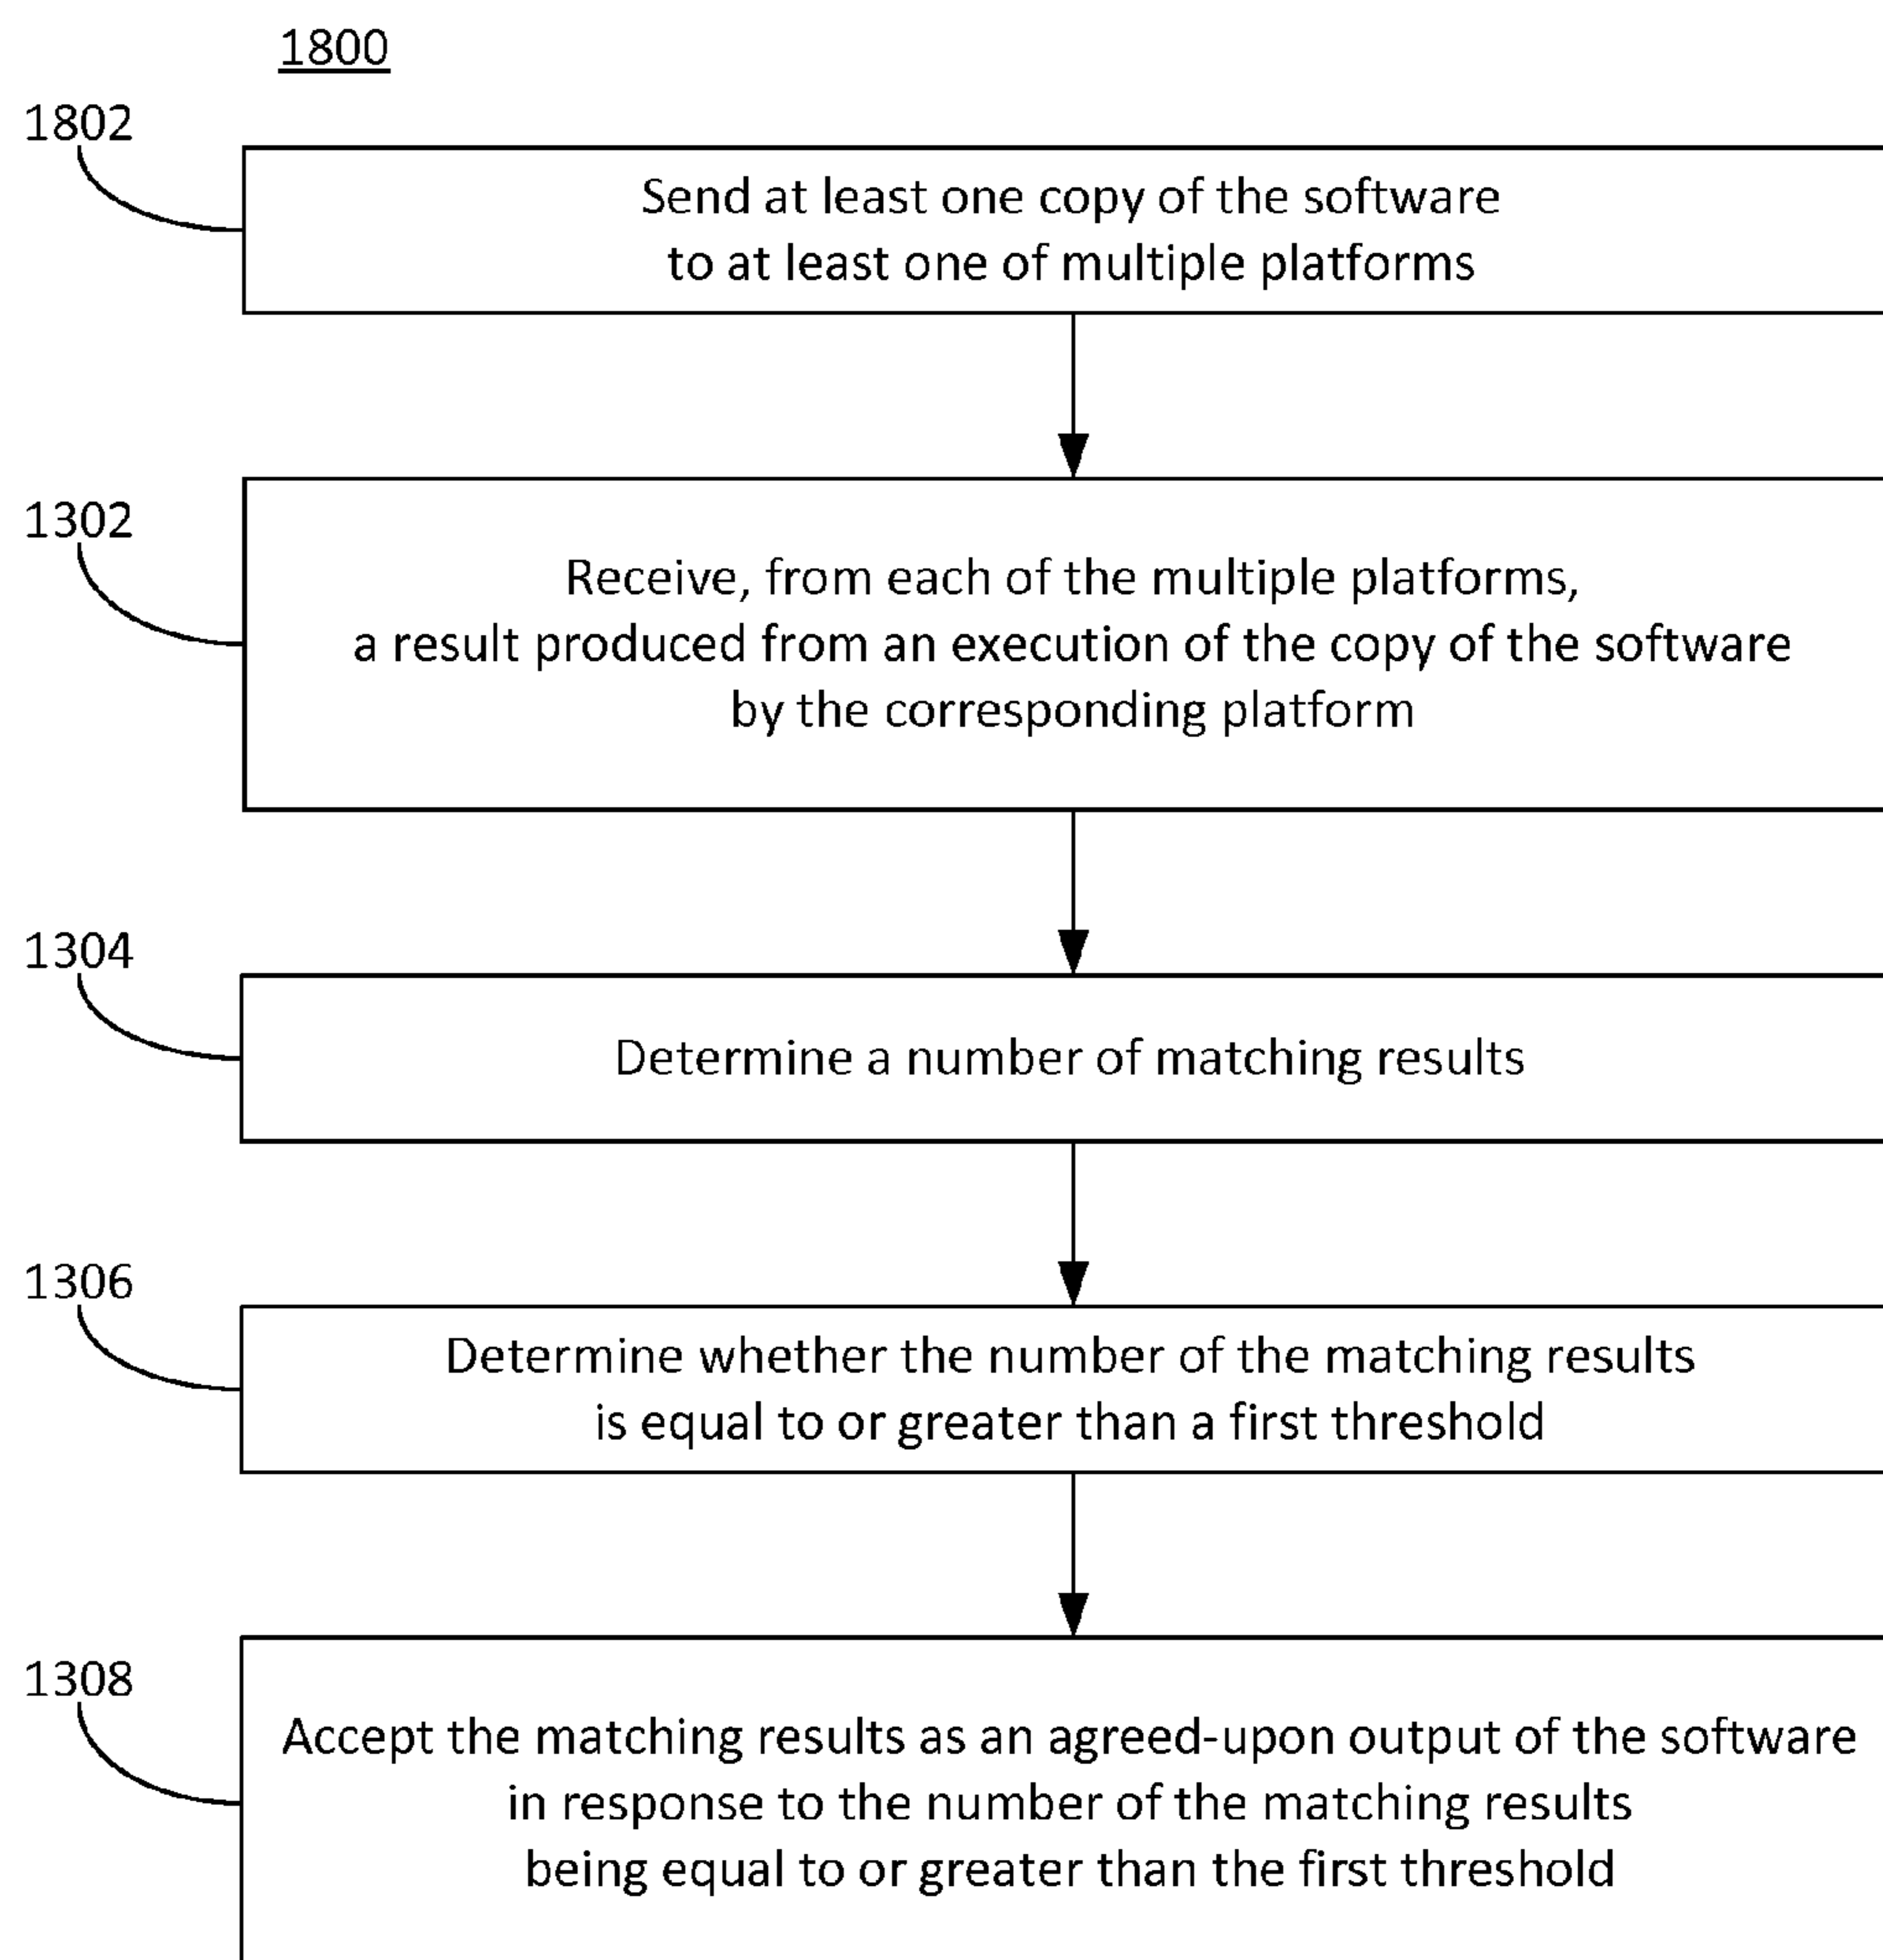 1800
1802
Send at least one copy of the software
to at least one of multiple platforms
1302
Receive, from each of the multiple platforms,
a result produced from an execution of the copy of the software
by the corresponding platform
1304
Determine a number of matching results
1306
Determine whether the number of the matching results
is equal to or greater than a first threshold
1308
Accept the matching results as an agreed-upon output of the software
in response to the number of the matching results
being equal to or greater than the first threshold